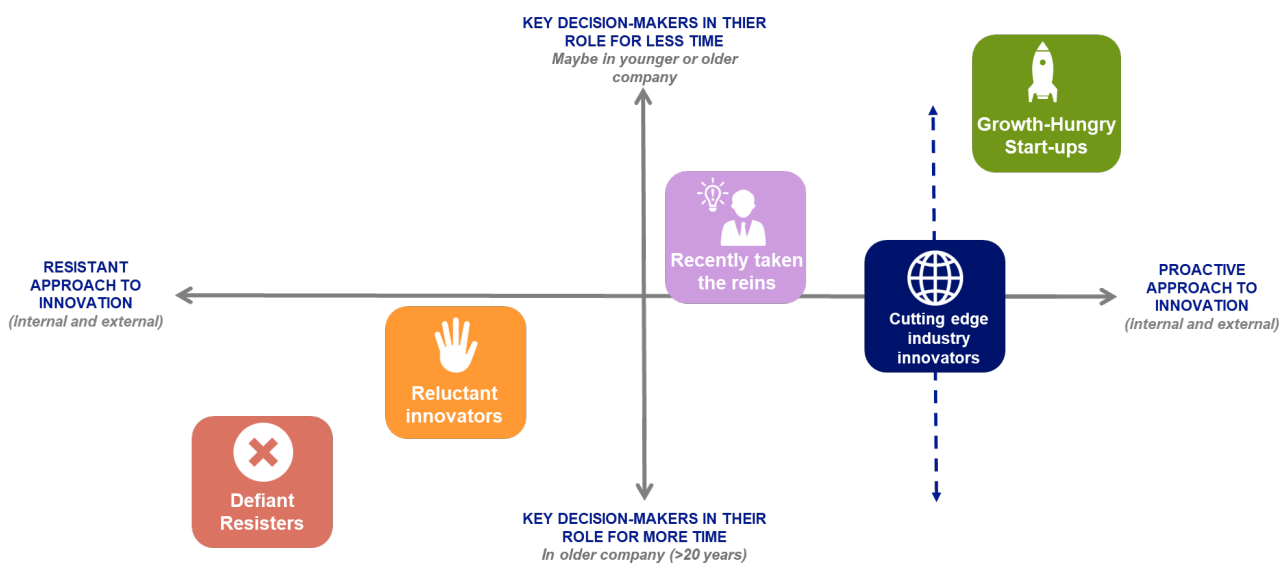 KEY DECISION-MAKERS IN THIER
ROLE FOR LESS TIME
Maybe in younger or older
company
Growth-Hungry
Start-ups
Recently taken
the reins
RESISTANT
APPROACH TO
INNOVATION
(internal and external)
Cutting edge
industry
innovators
PROACTIVE
APPROACH TO
INNOVATION
(internal and external)
Reluctant
innovators
Defiant
Resisters
KEY DECISION-MAKERS IN THEIR
ROLE FOR MORE TIME
In older company (>20 years)